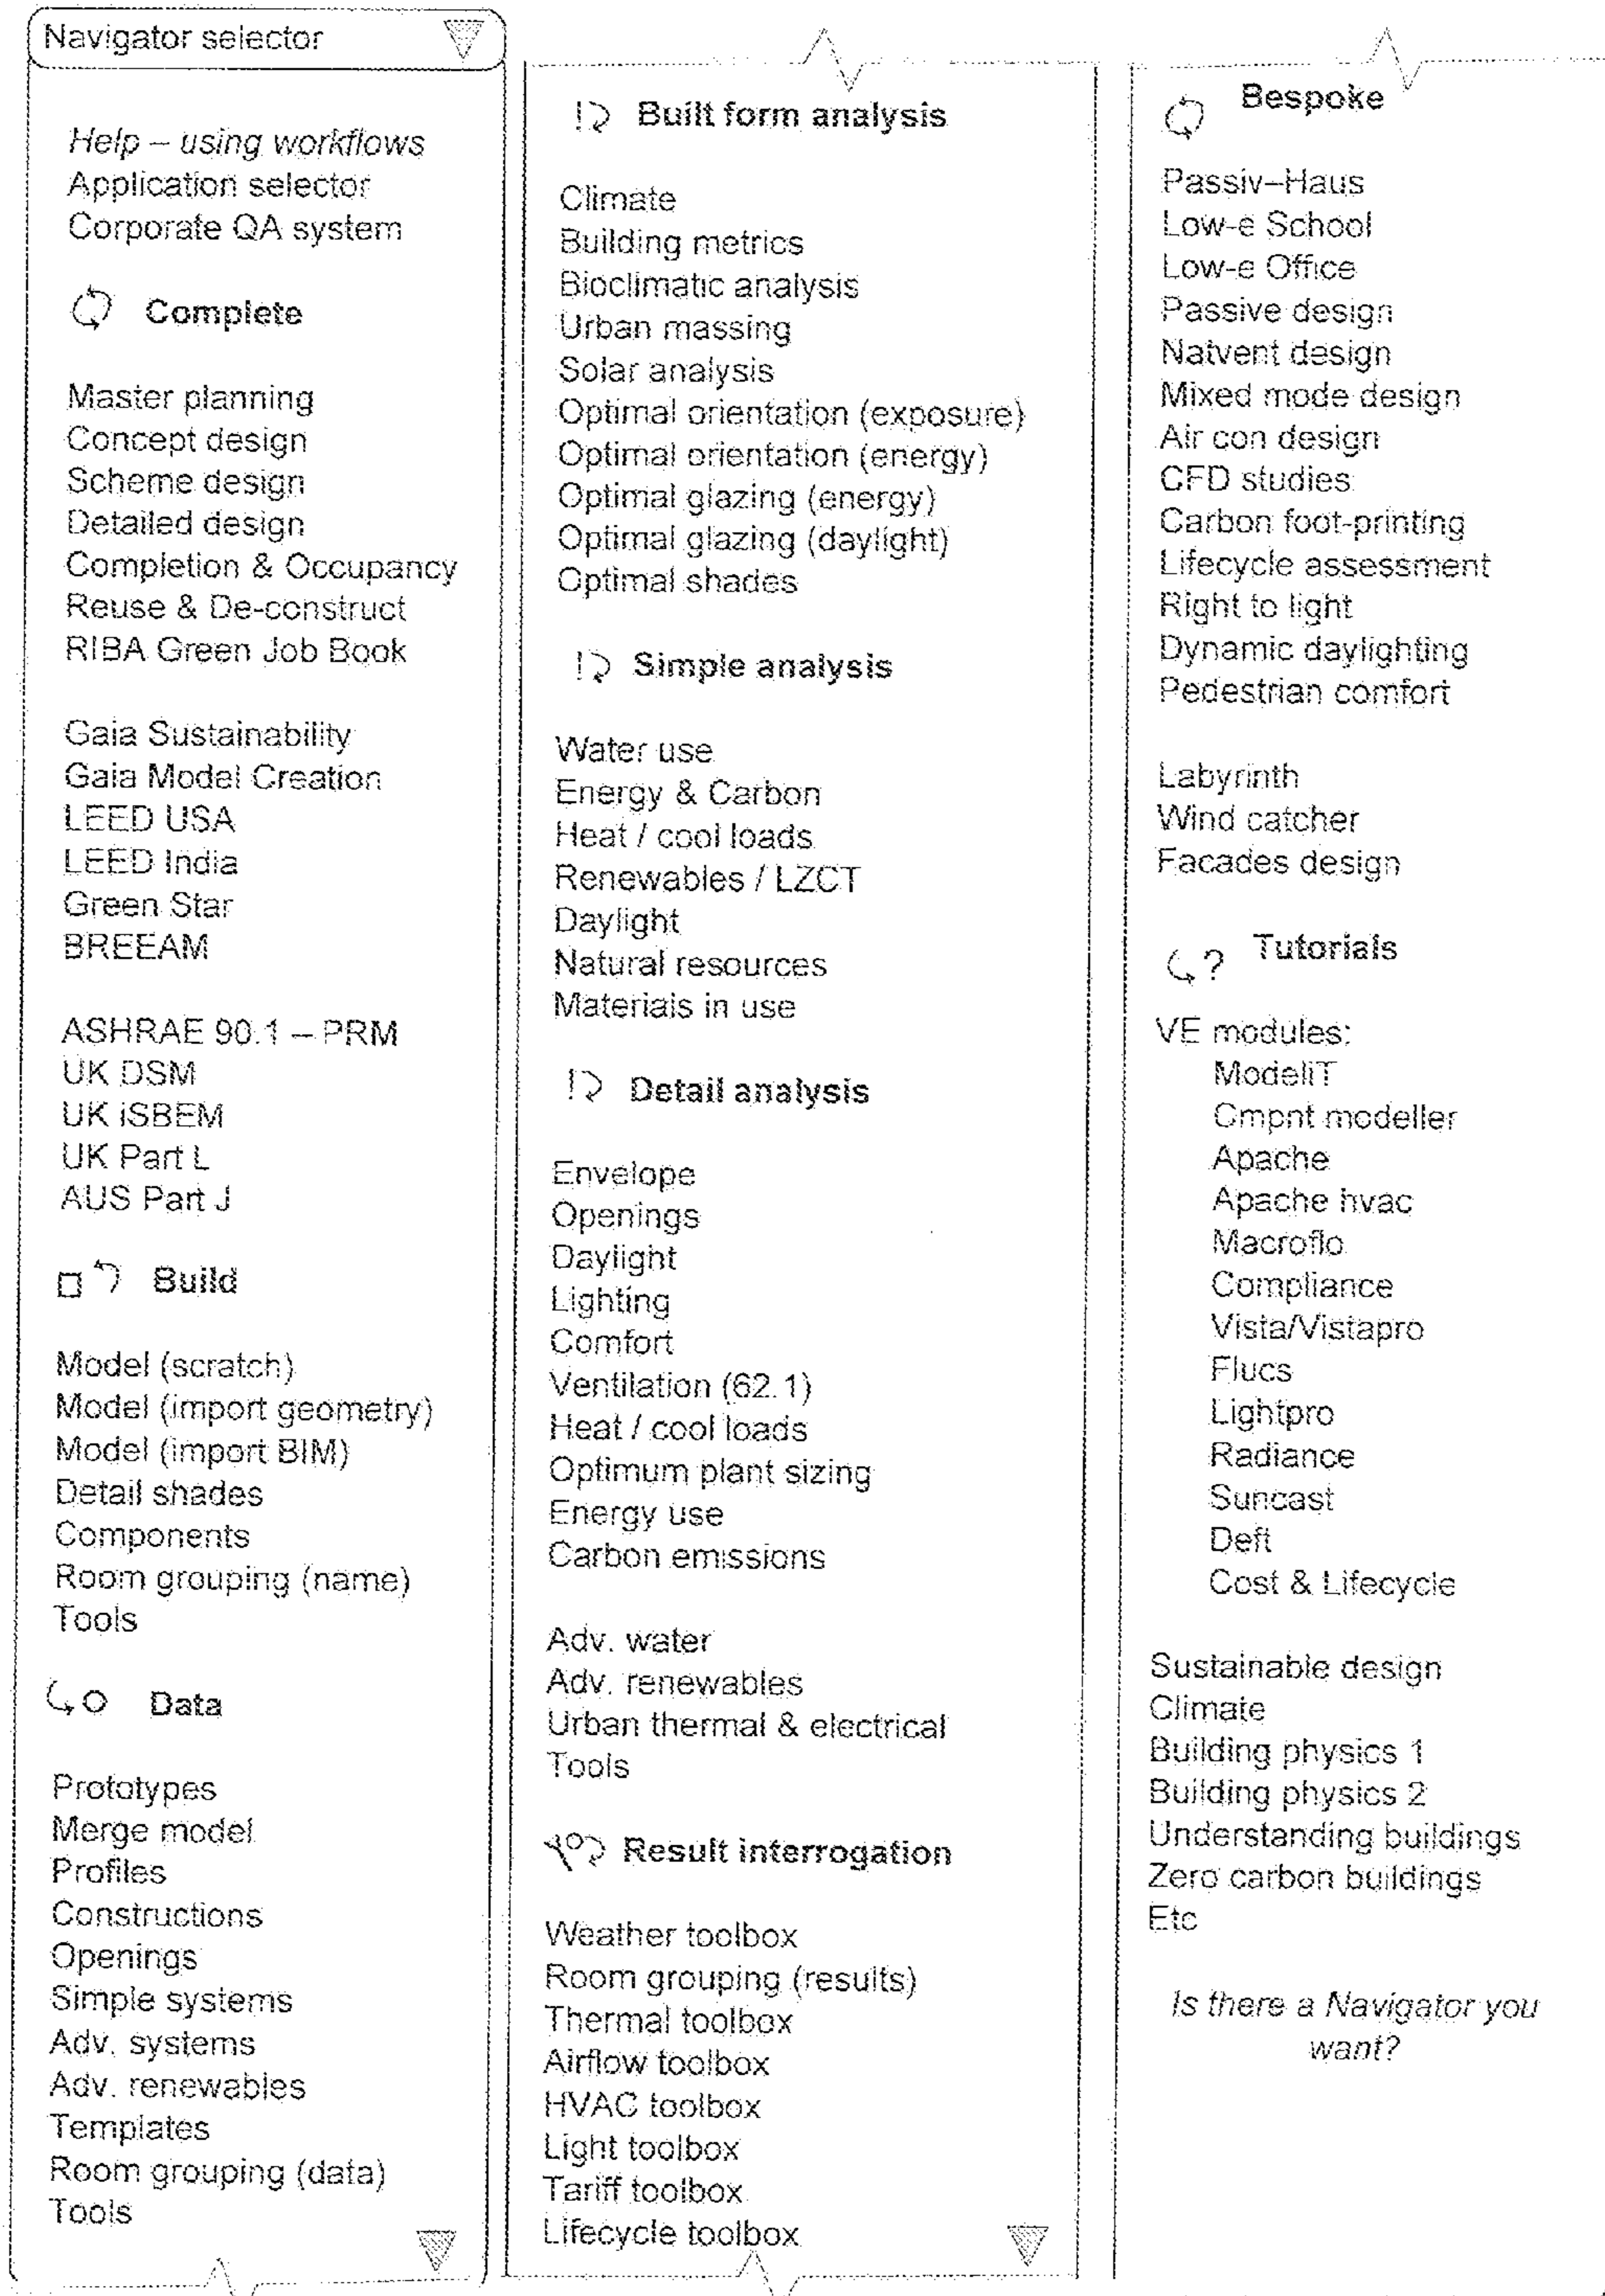 Navigator selector
Help – using workflows
Application selector
Corporate QA system
Complete
Master planning
Concept design
Scheme design
Detailed design
Completion & Occupancy
Reuse & De-construct
RIBA Green Job Book
Gaia Sustainability
Gaia Model Creation
LEED USA
LEED India
Green Star
BREEAM
ASHRAE 90.1 – PRM
UK DSM
UK iSBEM
UK Part L
AUS Part J
Build
Model (scratch)
Model (import geometry)
Model (import BIM)
Detail shades
Components
Room grouping (name)
Tools
Data
Prototypes
Merge model
Profiles
Constructions
Openings
Simple systems
Adv. systems
Adv. renewables
Templates
Room grouping (data)
Tools
! Built form analysis
Climate
Building metrics
Bioclimatic analysis
Urban massing
Solar analysis
Optimal orientation (exposure)
Optimal orientation (energy)
Optimal glazing (energy)
Optimal glazing (daylight)
Optimal shades
! Simple analysis
Water use
Energy & Carbon
Heat / cool loads
Renewables / LZCT
Daylight
Natural resources
Materials in use
! Detail analysis
Envelope
Openings
Daylight
Lighting
Comfort
Ventilation (62.1)
Heat / cool loads
Optimum plant sizing
Energy use
Carbon emissions
Adv. water
Adv. renewables
Urban thermal & electrical
Tools
Result interrogation
Weather toolbox
Room grouping (results)
Thermal toolbox
Airflow toolbox
HVAC toolbox
Light toolbox
Tariff toolbox
Lifecycle toolbox
Bespoke
Passiv–Haus
Low-e School
Low-e Office
Passive design
Natvent design
Mixed mode design
Air con design
CFD studies
Carbon foot-printing
Lifecycle assessment
Right to light
Dynamic daylighting
Pedestrian comfort
Labyrinth
Wind catcher
Facades design
? Tutorials
VE modules:
ModeliT
Cmpnt modeller
Apache
Apache hvac
Macroflo
Compliance
Vista/Vistapro
Flucs
Lightpro
Radiance
Suncast
Deft
Cost & Lifecycle
Sustainable design
Climate
Building physics 1
Building physics 2
Understanding buildings
Zero carbon buildings
Etc
Is there a Navigator you
want?